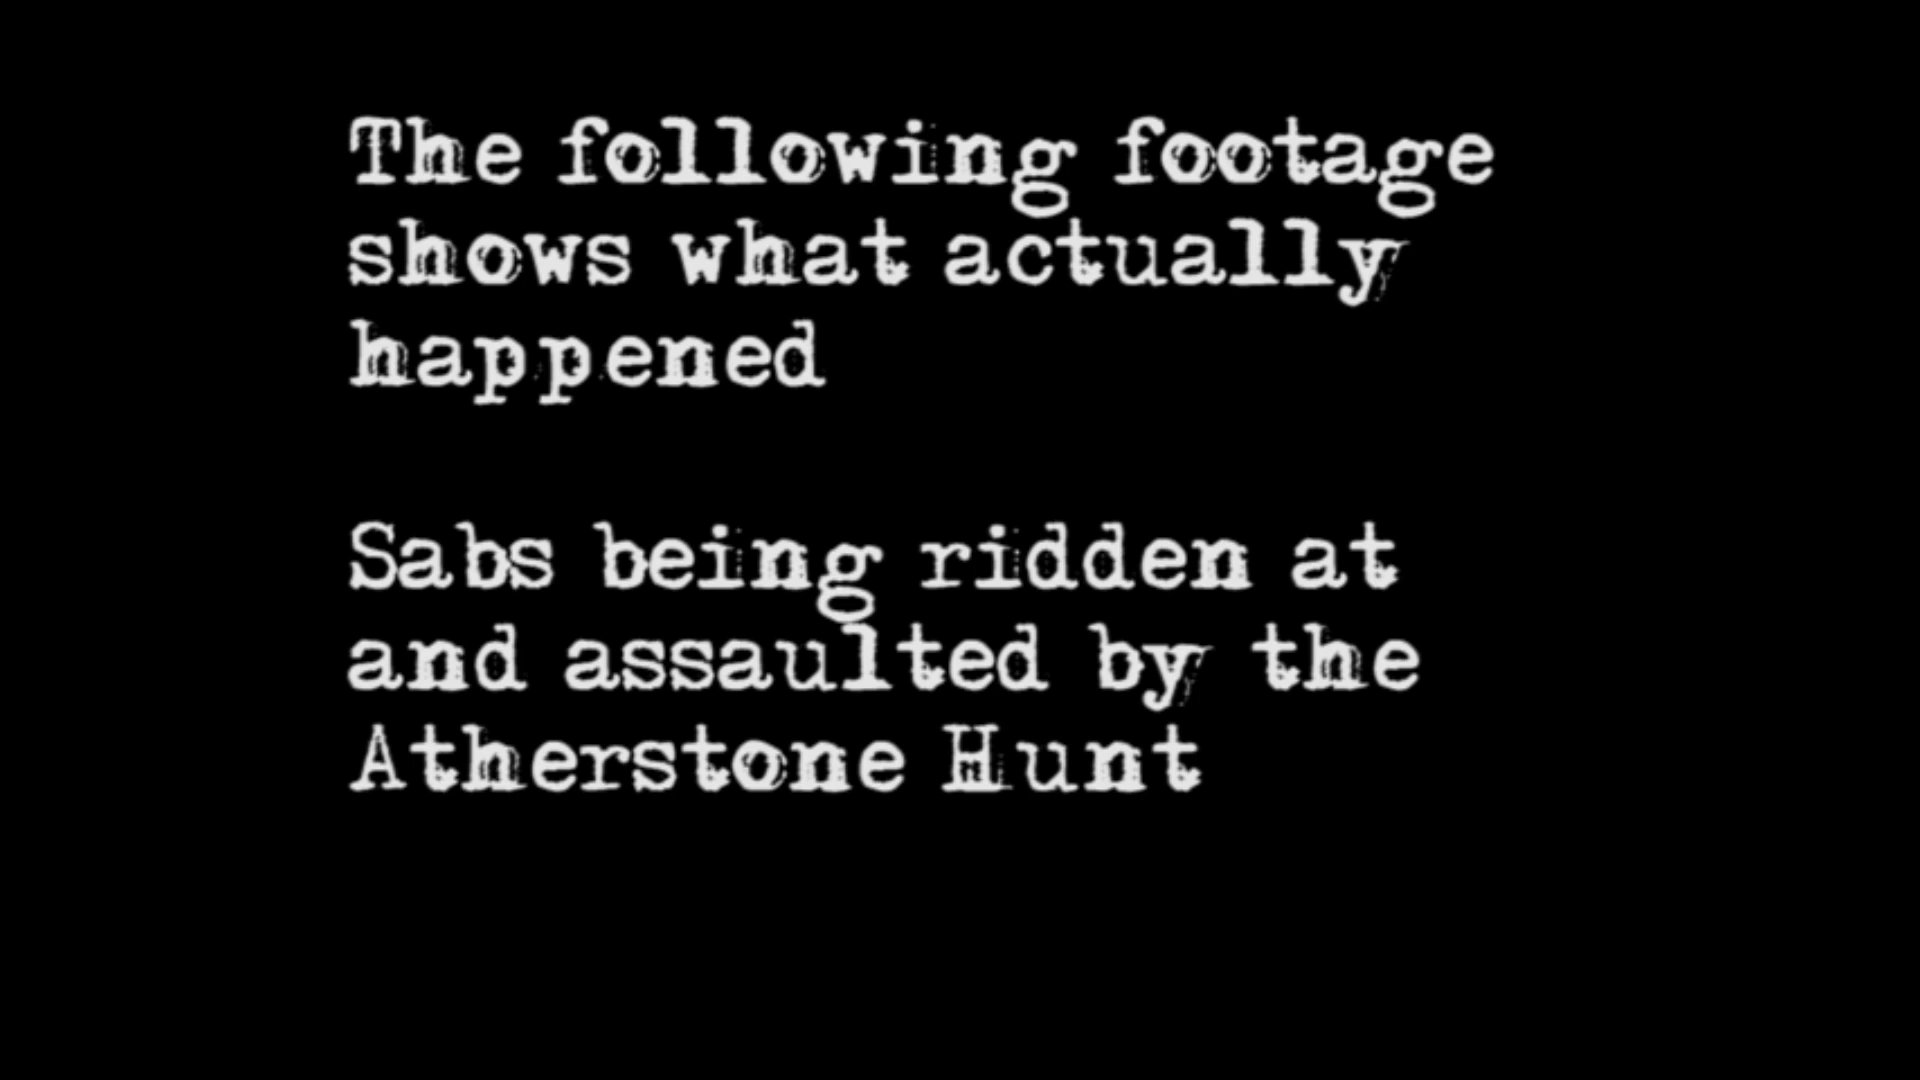 The following footage
shows what actually
happened
Sabs being ridden at
and assaulted by the
Atherstone Hunt